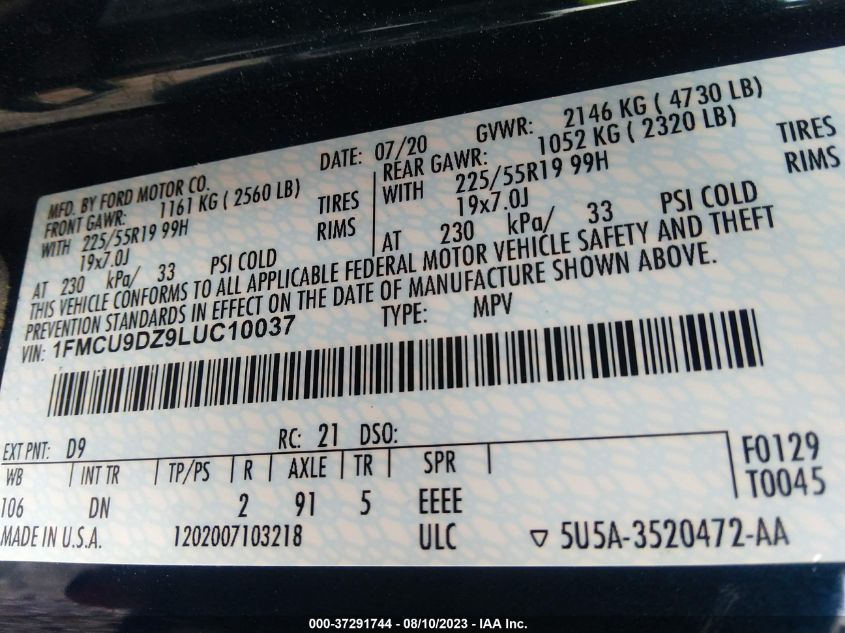 MFD. BY FORD MOTOR CO. DATE: 07/20 GVWR: 2146 KG ( 4730 LB)
FRONT GAWR: 1161 KG ( 2560 LB) REAR GAWR: 1052 KG ( 2320 LB)
WITH 225/55R19 99H TIRES WITH 225/55R19 99H TIRES
19x7.0J RIMS 19x7.0J RIMS
AT 230 kPa/ 33 PSI COLD AT 230 kPa/ 33 PSI COLD
THIS VEHICLE CONFORMS TO ALL APPLICABLE FEDERAL MOTOR VEHICLE SAFETY AND THEFT
PREVENTION STANDARDS IN EFFECT ON THE DATE OF MANUFACTURE SHOWN ABOVE.
VIN: 1FMCU9DZ9LUC10037 TYPE: MPV
EXT PNT: D9 RC: 21 DSO: F0129
WB INT TR TP/PS R AXLE TR SPR T0045
106 DN 2 91 5 EEEE
MADE IN U.S.A. 1202007103218 ULC ▽ 5U5A-3520472-AA
000-37291744 - 08/10/2023 - IAA Inc.